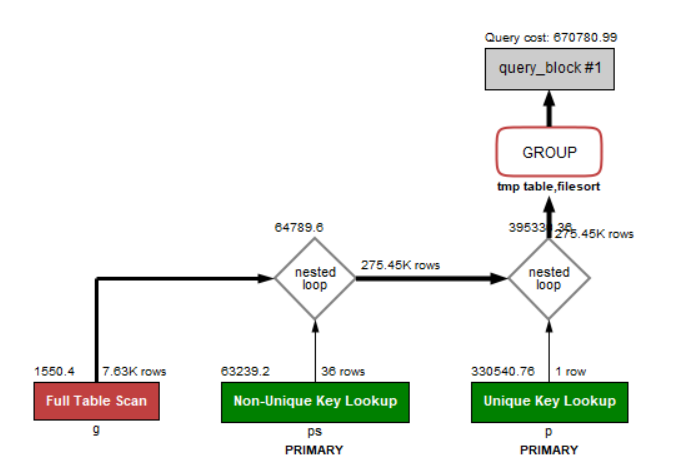 Query cost: 670780.99
query_block #1
GROUP
tmp table,filesort
64789.6
395330.36
275.45K rows
nested
loop
275.45K rows
nested
loop
1550.4
7.63K rows
63239.2
36 rows
330540.76
1 row
Full Table Scan
Non-Unique Key Lookup
Unique Key Lookup
g
ps
p
PRIMARY
PRIMARY